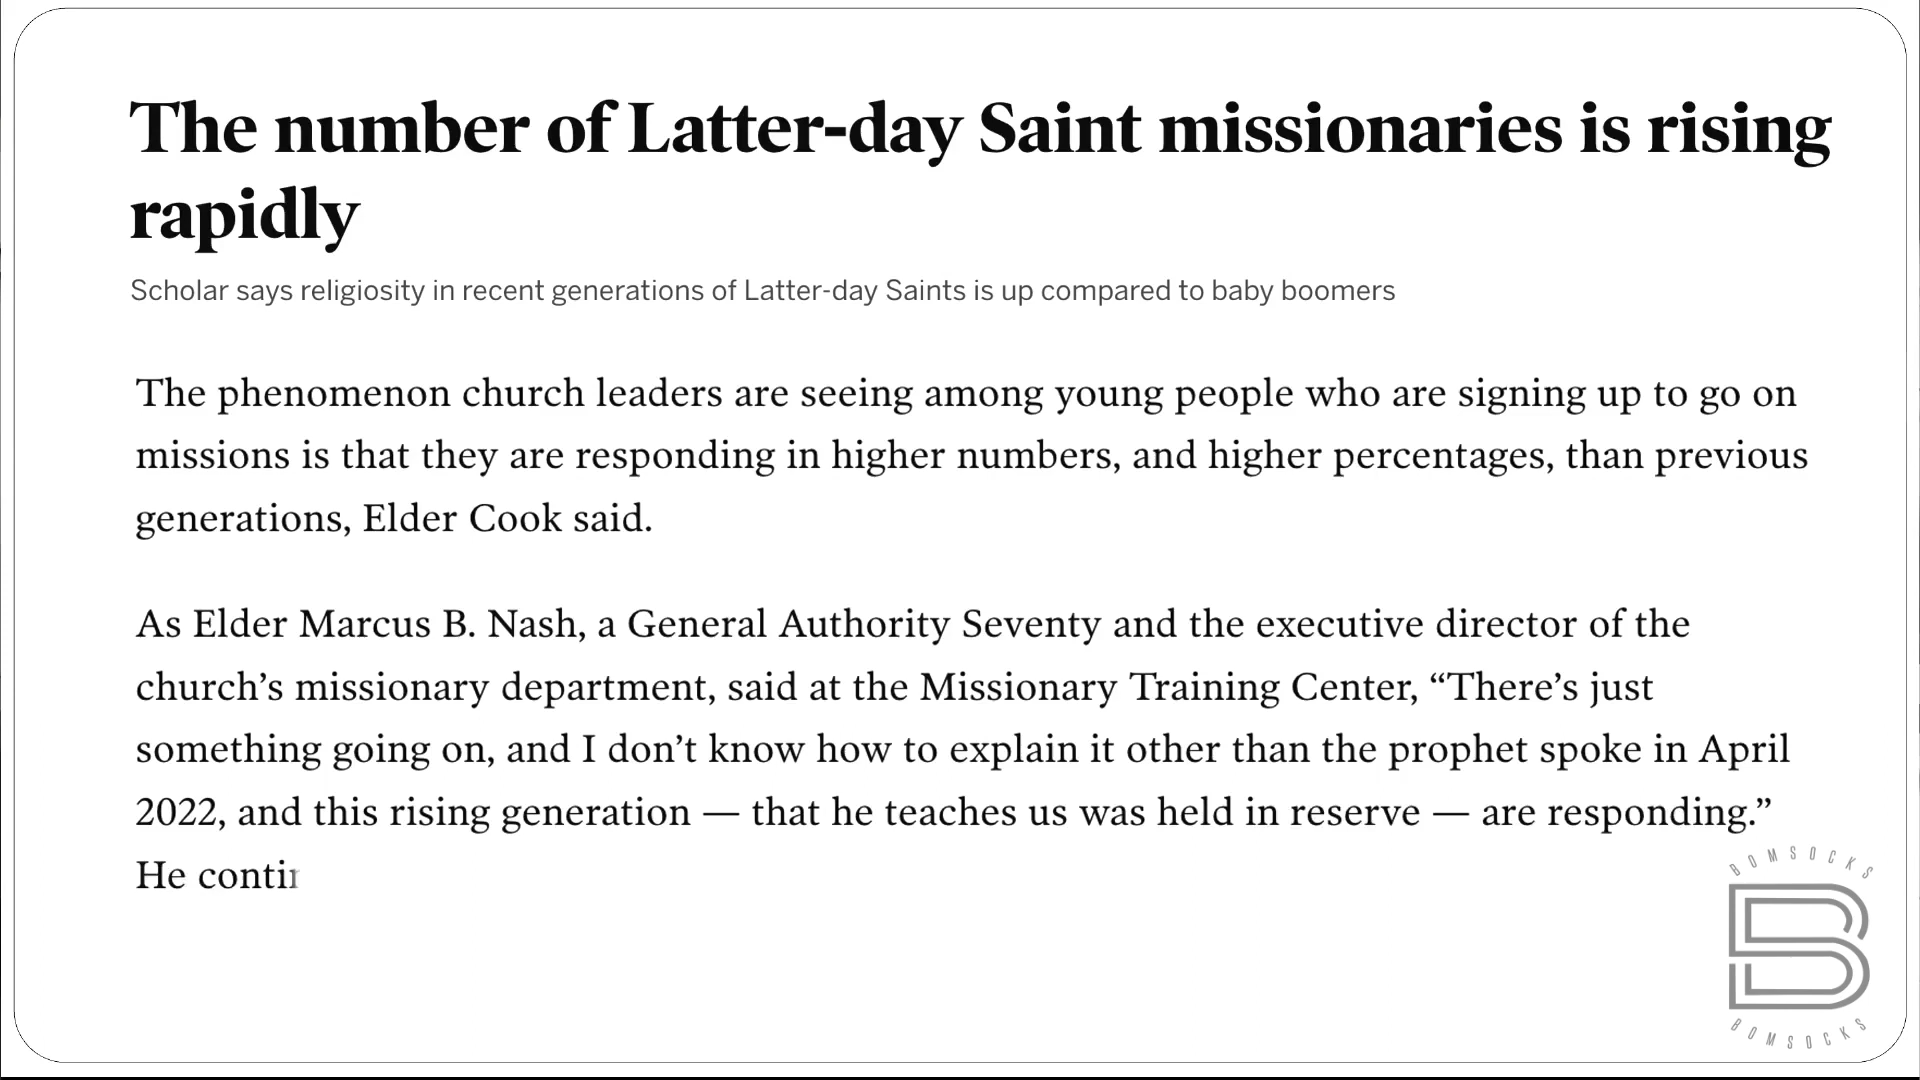 The number of Latter-day Saint missionaries is rising
rapidly
Scholar says religiosity in recent generations of Latter-day Saints is up compared to baby boomers
The phenomenon church leaders are seeing among young people who are signing up to go on
missions is that they are responding in higher numbers, and higher percentages, than previous
generations, Elder Cook said.
As Elder Marcus B. Nash, a General Authority Seventy and the executive director of the
church’s missionary department, said at the Missionary Training Center, “There’s just
something going on, and I don’t know how to explain it other than the prophet spoke in April
2022, and this rising generation — that he teaches us was held in reserve — are responding.”
He contin
BOMSOCKS
B
BOMSOCKS